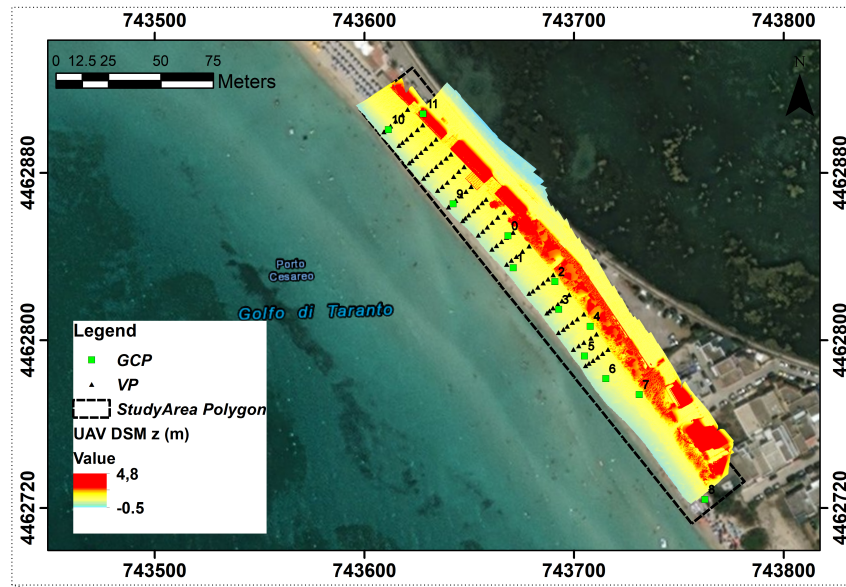 743500 743600 743700 743800
0 12.5 25 50 75
Meters
N
11
10
4462880 4462880
9
0
1
Porto
Cesareo
2
3
Golfo di Taranto
4
4462800 4462800
5
6
7
Legend
GCP
VP
StudyArea Polygon
UAV DSM z (m)
Value
4,8
-0.5
8
4462720 4462720
743500 743600 743700 743800